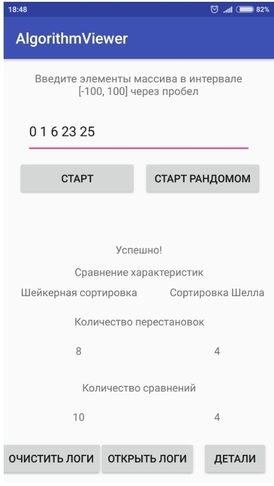 18:48 82%
AlgorithmViewer
Введите элементы массива в интервале
[-100, 100] через пробел
0 1 6 23 25
СТАРТ СТАРТ РАНДОМОМ
Успешно!
Сравнение характеристик
Шейкерная сортировка Сортировка Шелла
Количество перестановок
8 4
Количество сравнений
10 4
ОЧИСТИТЬ ЛОГИ ОТКРЫТЬ ЛОГИ ДЕТАЛИ